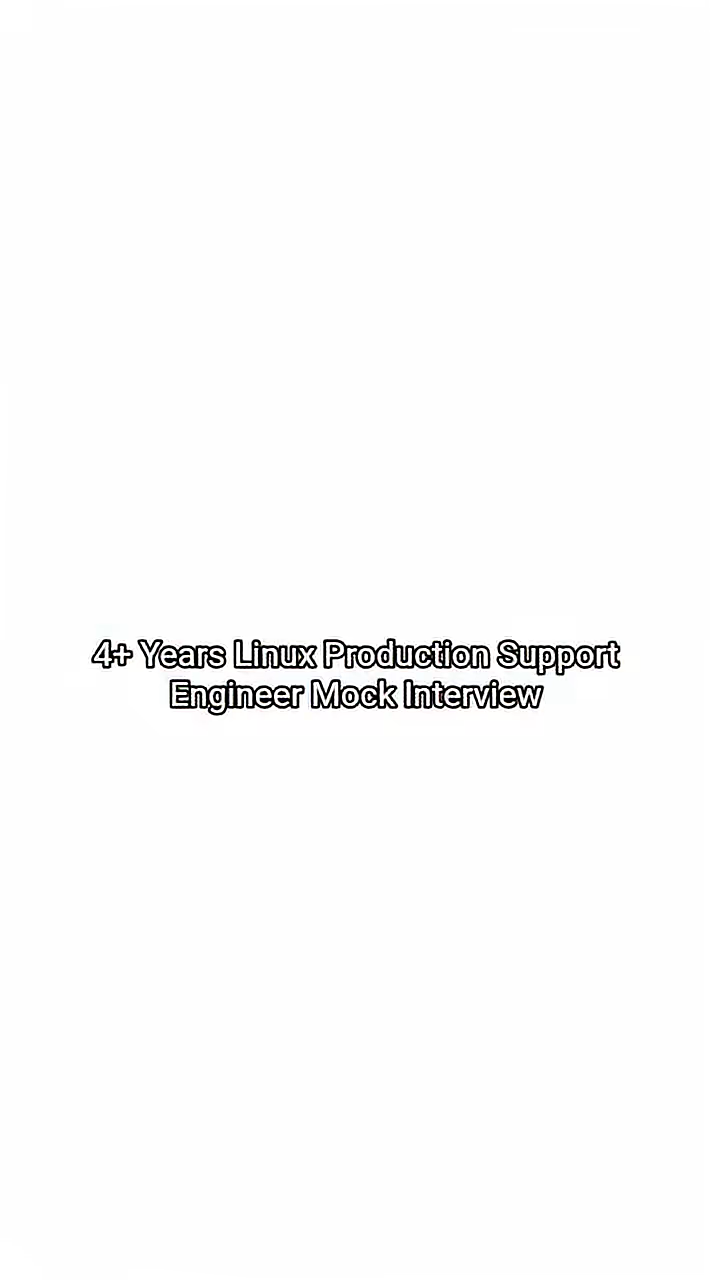 4+ Years Linux Production Support
Engineer Mock Interview